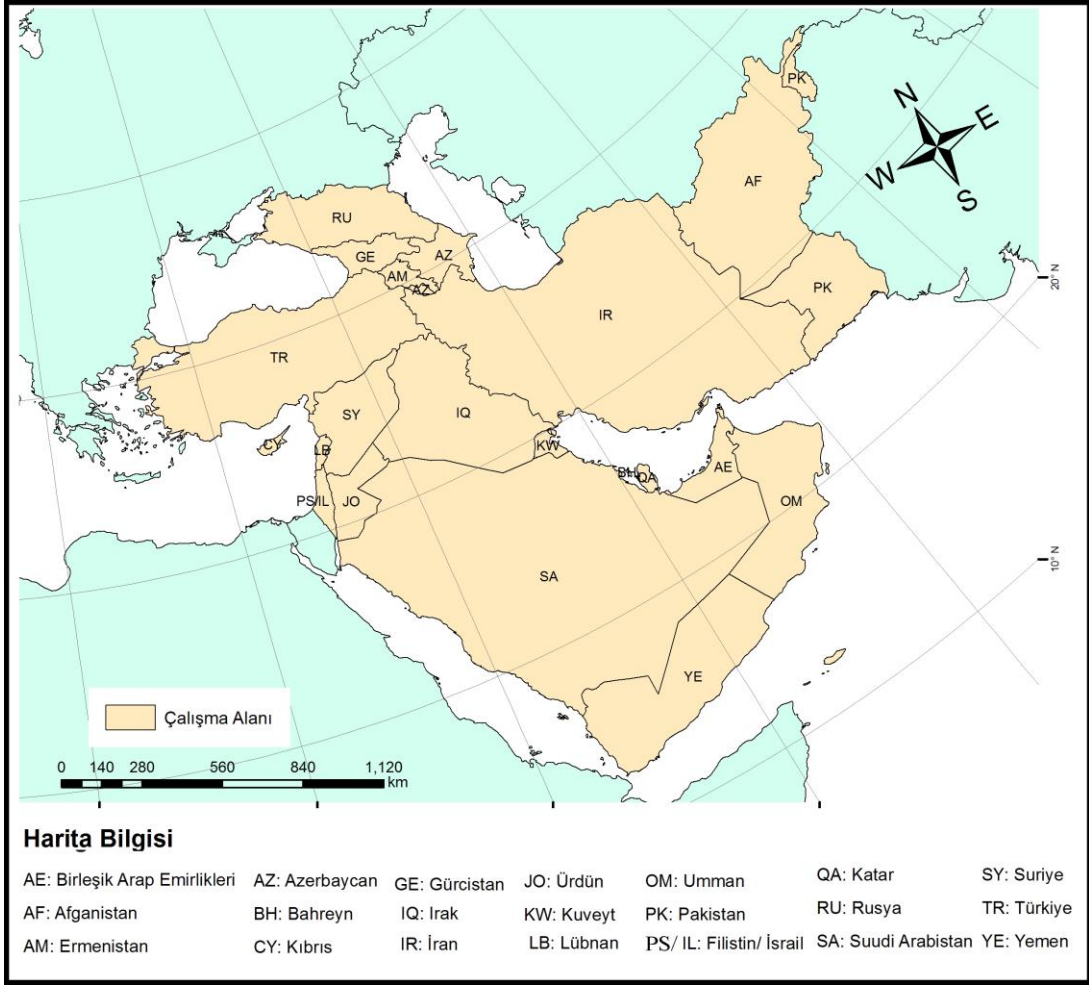 PK
N
E
W
S
AF
RU
GE
AZ
AM
AZ
PK
20° N
IR
TR
SY
IQ
CY
LB
KW
BH
QA
AE
PS/IL
JO
OM
10° N
SA
YE
Çalışma Alanı
0 140 280 560 840 1,120
km
Harita Bilgisi
AE: Birleşik Arap Emirlikleri AZ: Azerbaycan GE: Gürcistan JO: Ürdün OM: Umman QA: Katar SY: Suriye
AF: Afganistan BH: Bahreyn IQ: Irak KW: Kuveyt PK: Pakistan RU: Rusya TR: Türkiye
AM: Ermenistan CY: Kıbrıs IR: İran LB: Lübnan PS/ IL: Filistin/ İsrail SA: Suudi Arabistan YE: Yemen